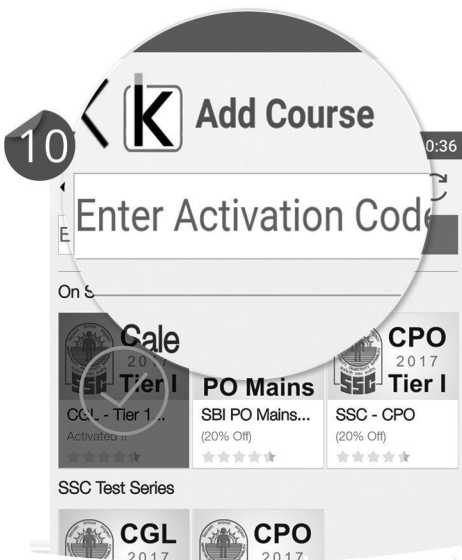 10
k Add Course
0:36
Enter Activation Code
E
On S
Cale
2017
SSC Tier I
CGL - Tier 1 ...
Activated !!
PO Mains
SBI PO Mains...
(20% Off)
CPO
2017
SSC Tier I
SSC - CPO
(20% Off)
SSC Test Series
CGL
2017
CPO
2017